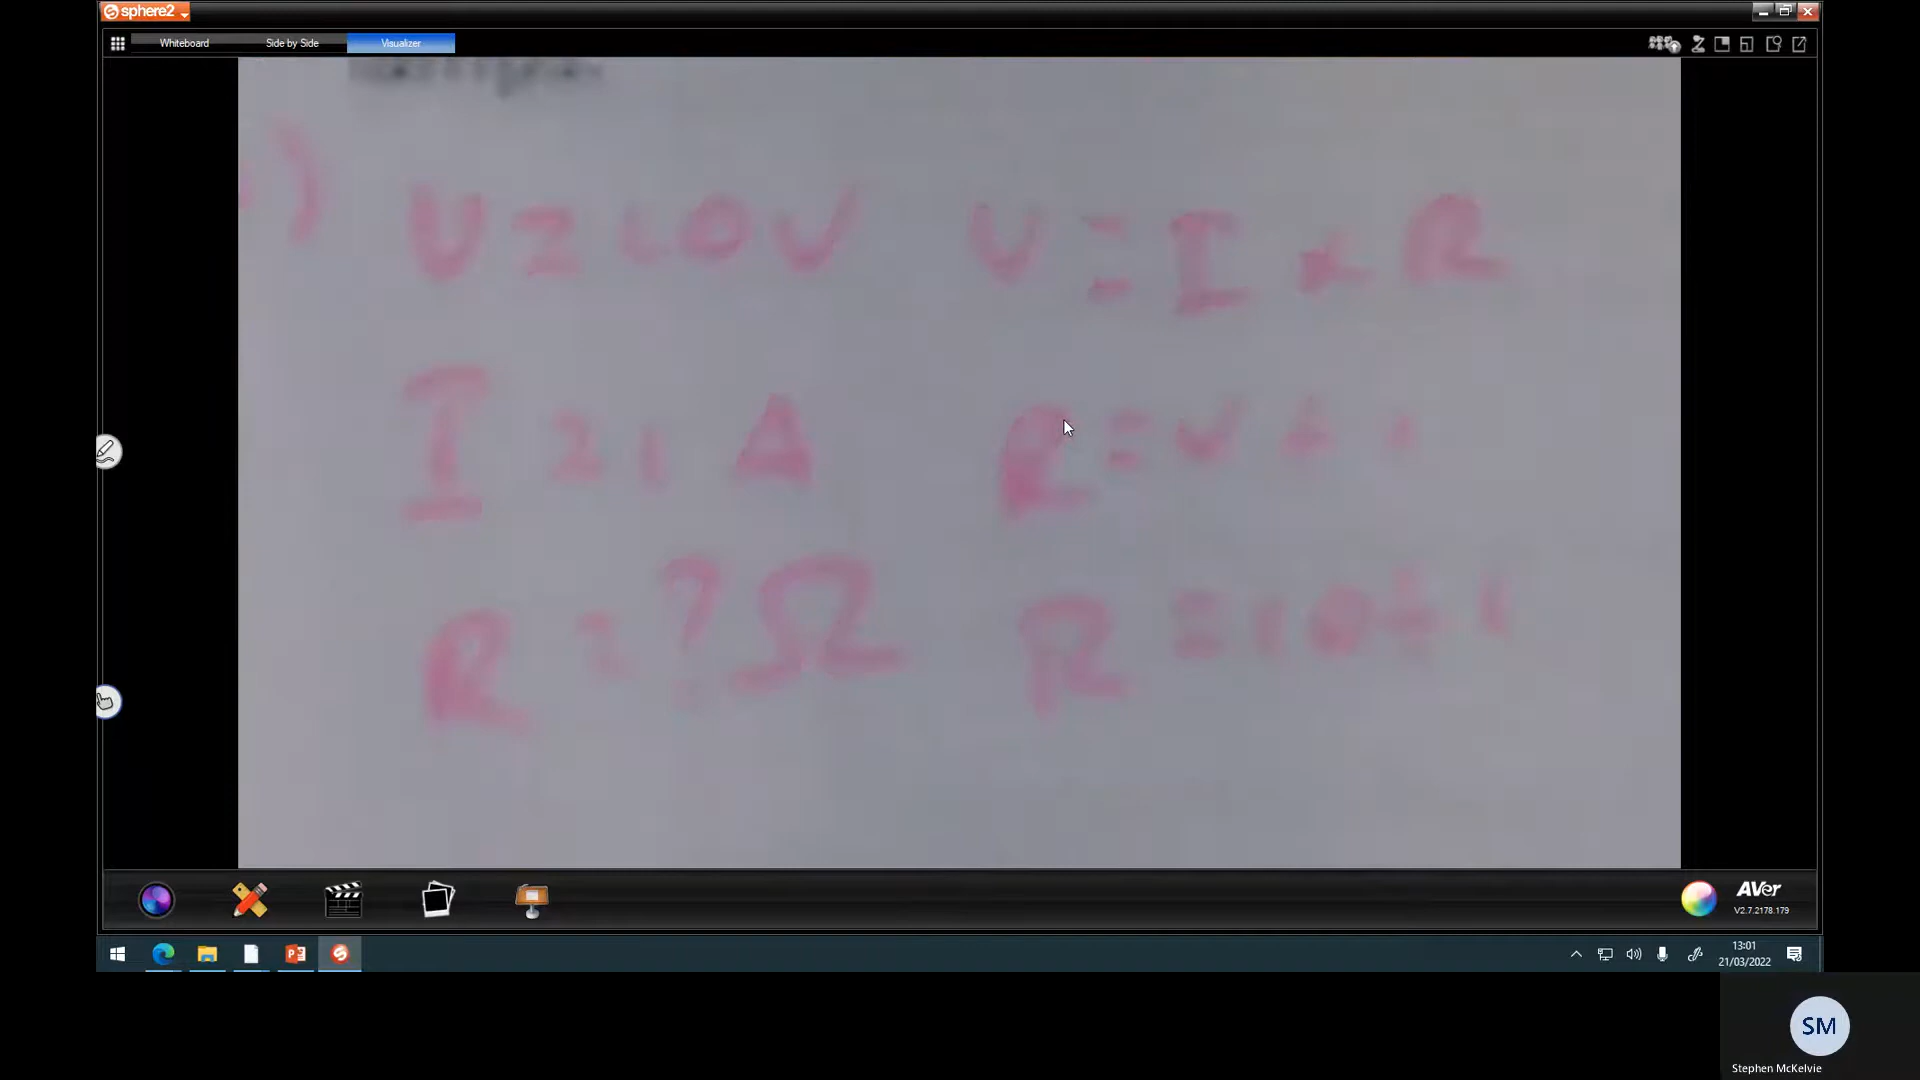 sphere2
Whiteboard Side by Side Visualizer
) V = 10V V = I x R
I = 1 A R = V ÷ I
R = ? Ω R = 10 ÷ 1
AVer
V2.7.2178.179
13:01
21/03/2022
SM
Stephen McKelvie